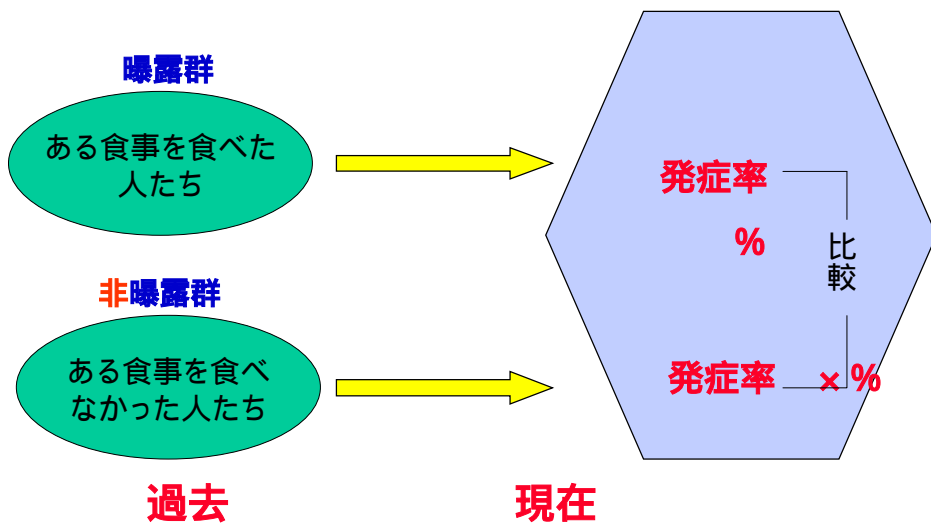 曝露群
ある食事を食べた
人たち
発症率
%
比較
非曝露群
ある食事を食べ
なかった人たち
発症率 × %
過去
現在